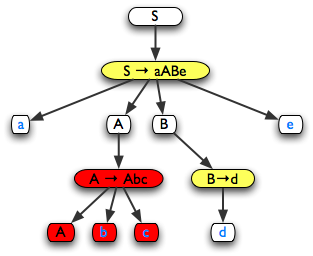 S
S → aABe
a A B e
A → Abc B→d
A b c d